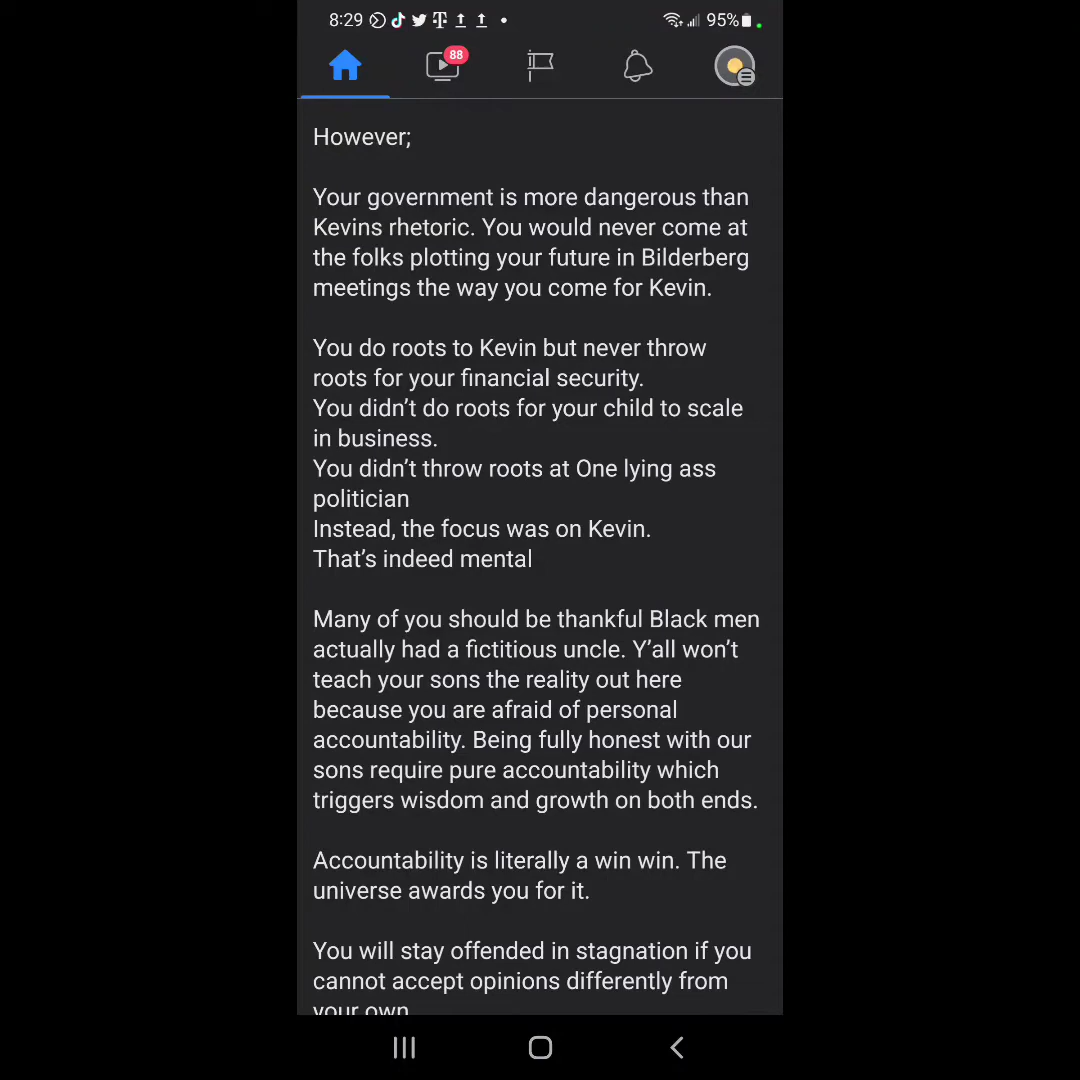 8:29
95%
88
However;
Your government is more dangerous than
Kevins rhetoric. You would never come at
the folks plotting your future in Bilderberg
meetings the way you come for Kevin.
You do roots to Kevin but never throw
roots for your financial security.
You didn’t do roots for your child to scale
in business.
You didn’t throw roots at One lying ass
politician
Instead, the focus was on Kevin.
That’s indeed mental
Many of you should be thankful Black men
actually had a fictitious uncle. Y’all won’t
teach your sons the reality out here
because you are afraid of personal
accountability. Being fully honest with our
sons require pure accountability which
triggers wisdom and growth on both ends.
Accountability is literally a win win. The
universe awards you for it.
You will stay offended in stagnation if you
cannot accept opinions differently from
your own